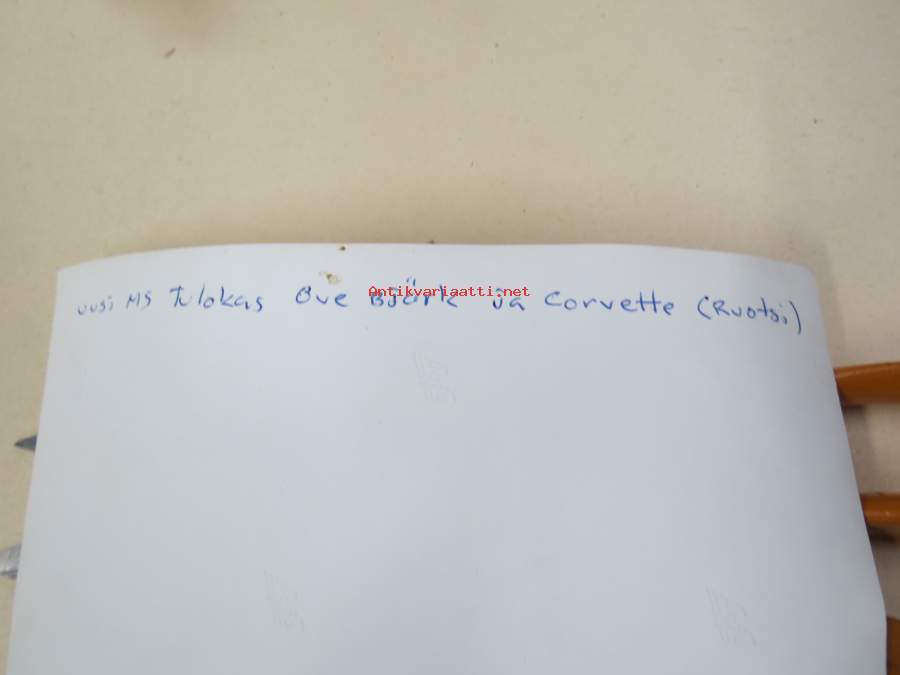 uusi MS tulokas Ove Björk ja Corvette (Ruotsi)
Antikvariaatti.net